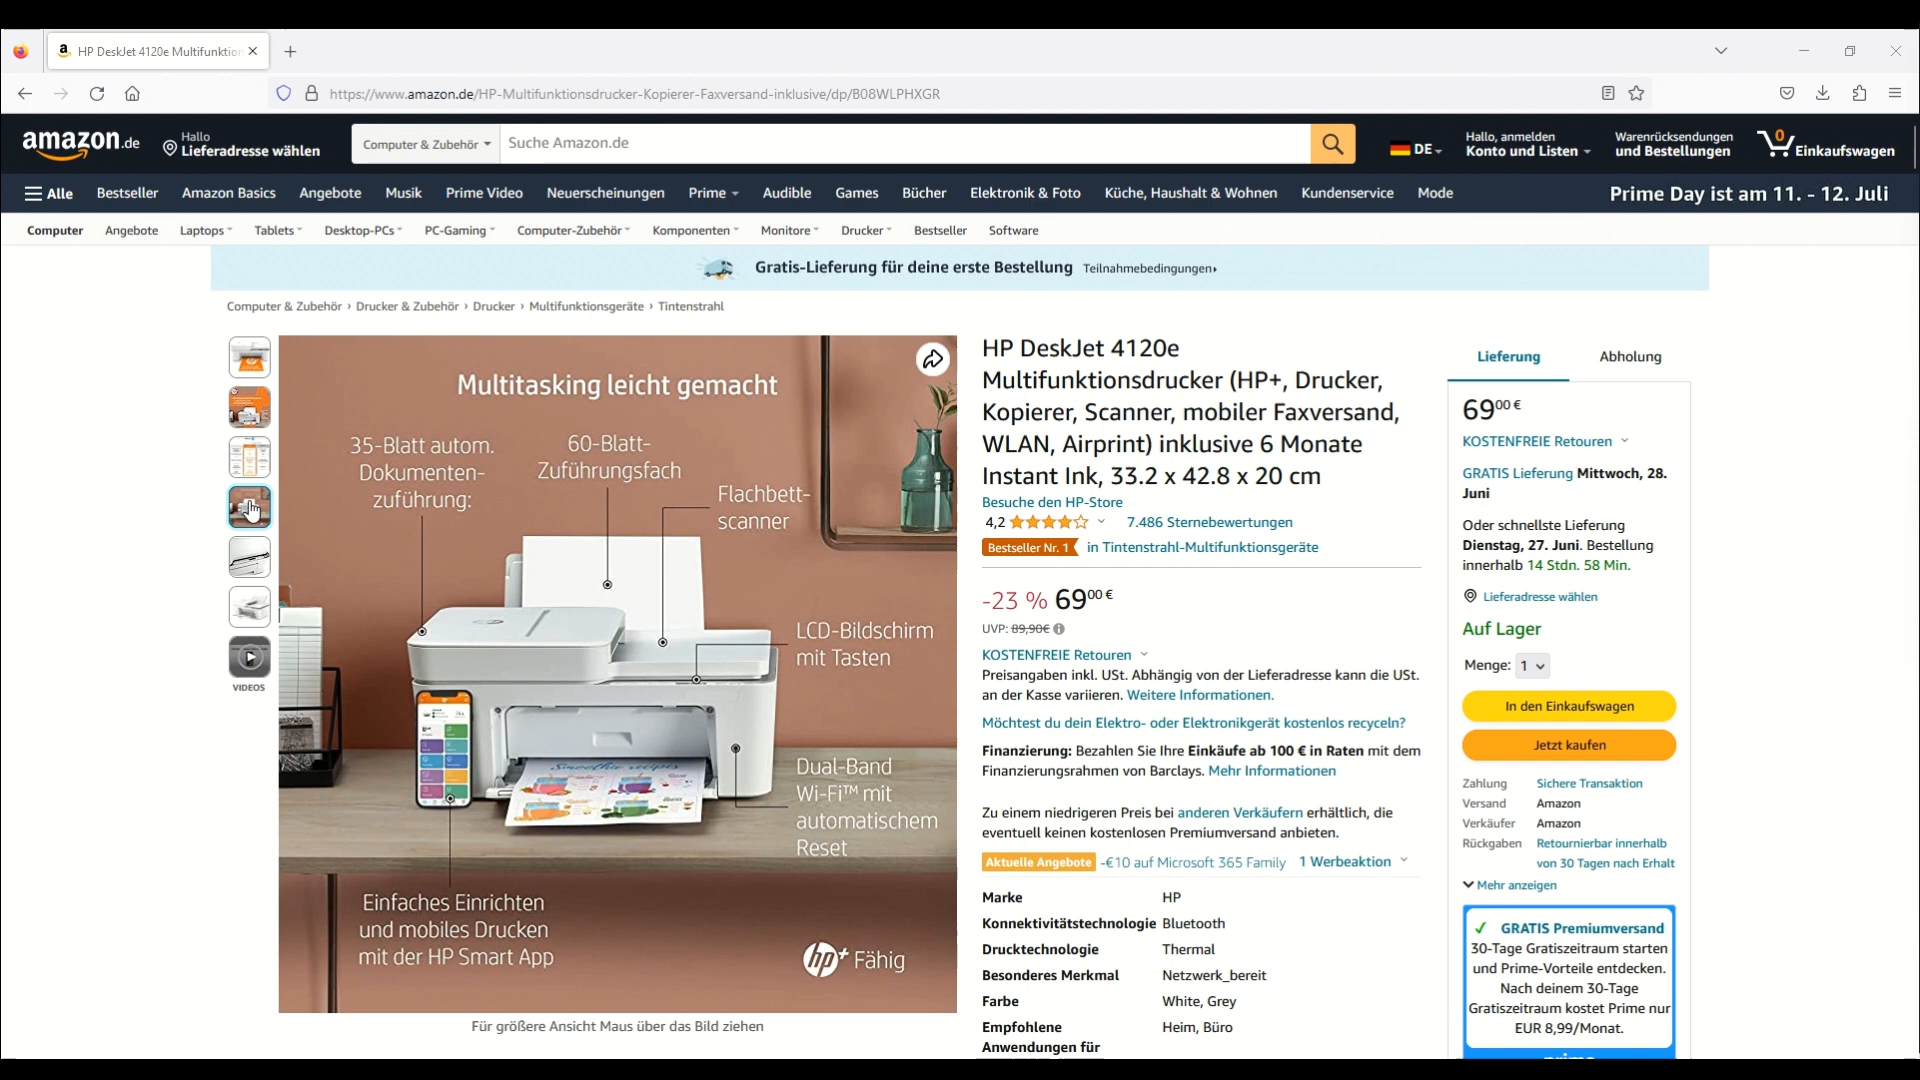 HP DeskJet 4120e Multifunktion
https://www.amazon.de/HP-Multifunktionsdrucker-Kopierer-Faxversand-inklusive/dp/B08WLPHXGR
amazon.de
Hallo
Lieferadresse wählen
Computer & Zubehör
Suche Amazon.de
DE
Hallo, anmelden
Konto und Listen
Warenrücksendungen
und Bestellungen
0
Einkaufswagen
Alle
Bestseller
Amazon Basics
Angebote
Musik
Prime Video
Neuerscheinungen
Prime
Audible
Games
Bücher
Elektronik & Foto
Küche, Haushalt & Wohnen
Kundenservice
Mode
Prime Day ist am 11. - 12. Juli
Computer
Angebote
Laptops
Tablets
Desktop-PCs
PC-Gaming
Computer-Zubehör
Komponenten
Monitore
Drucker
Bestseller
Software
Gratis-Lieferung für deine erste Bestellung Teilnahmebedingungen
Computer & Zubehör › Drucker & Zubehör › Drucker › Multifunktionsgeräte › Tintenstrahl
VIDEOS
Multitasking leicht gemacht
35-Blatt autom.
Dokumenten-
zuführung:
60-Blatt-
Zuführungsfach
Flachbett-
scanner
LCD-Bildschirm
mit Tasten
Smoothie recipes
Dual-Band
Wi-Fi™ mit
automatischem
Reset
Einfaches Einrichten
und mobiles Drucken
mit der HP Smart App
hp+ Fähig
Für größere Ansicht Maus über das Bild ziehen
HP DeskJet 4120e
Multifunktionsdrucker (HP+, Drucker,
Kopierer, Scanner, mobiler Faxversand,
WLAN, Airprint) inklusive 6 Monate
Instant Ink, 33.2 x 42.8 x 20 cm
Besuche den HP-Store
4,2
7.486 Sternebewertungen
Bestseller Nr. 1 in Tintenstrahl-Multifunktionsgeräte
-23 % 69⁰⁰ €
UVP: 89,90€
KOSTENFREIE Retouren
Preisangaben inkl. USt. Abhängig von der Lieferadresse kann die USt.
an der Kasse variieren. Weitere Informationen.
Möchtest du dein Elektro- oder Elektronikgerät kostenlos recyceln?
Finanzierung: Bezahlen Sie Ihre Einkäufe ab 100 € in Raten mit dem
Finanzierungsrahmen von Barclays. Mehr Informationen
Zu einem niedrigeren Preis bei anderen Verkäufern erhältlich, die
eventuell keinen kostenlosen Premiumversand anbieten.
Aktuelle Angebote -€10 auf Microsoft 365 Family 1 Werbeaktion
Marke HP
Konnektivitätstechnologie Bluetooth
Drucktechnologie Thermal
Besonderes Merkmal Netzwerk_bereit
Farbe White, Grey
Empfohlene Heim, Büro
Anwendungen für
Lieferung
Abholung
69⁰⁰ €
KOSTENFREIE Retouren
GRATIS Lieferung Mittwoch, 28.
Juni
Oder schnellste Lieferung
Dienstag, 27. Juni. Bestellung
innerhalb 14 Stdn. 58 Min.
Lieferadresse wählen
Auf Lager
Menge: 1
In den Einkaufswagen
Jetzt kaufen
Zahlung Sichere Transaktion
Versand Amazon
Verkäufer Amazon
Rückgaben Retournierbar innerhalb
von 30 Tagen nach Erhalt
Mehr anzeigen
GRATIS Premiumversand
30-Tage Gratiszeitraum starten
und Prime-Vorteile entdecken.
Nach deinem 30-Tage
Gratiszeitraum kostet Prime nur
EUR 8,99/Monat.
prime